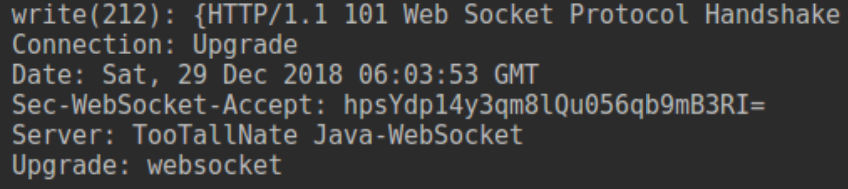 write(212): {HTTP/1.1 101 Web Socket Protocol Handshake
Connection: Upgrade
Date: Sat, 29 Dec 2018 06:03:53 GMT
Sec-WebSocket-Accept: hpsYdp14y3qm8lQu056qb9mB3RI=
Server: TooTallNate Java-WebSocket
Upgrade: websocket